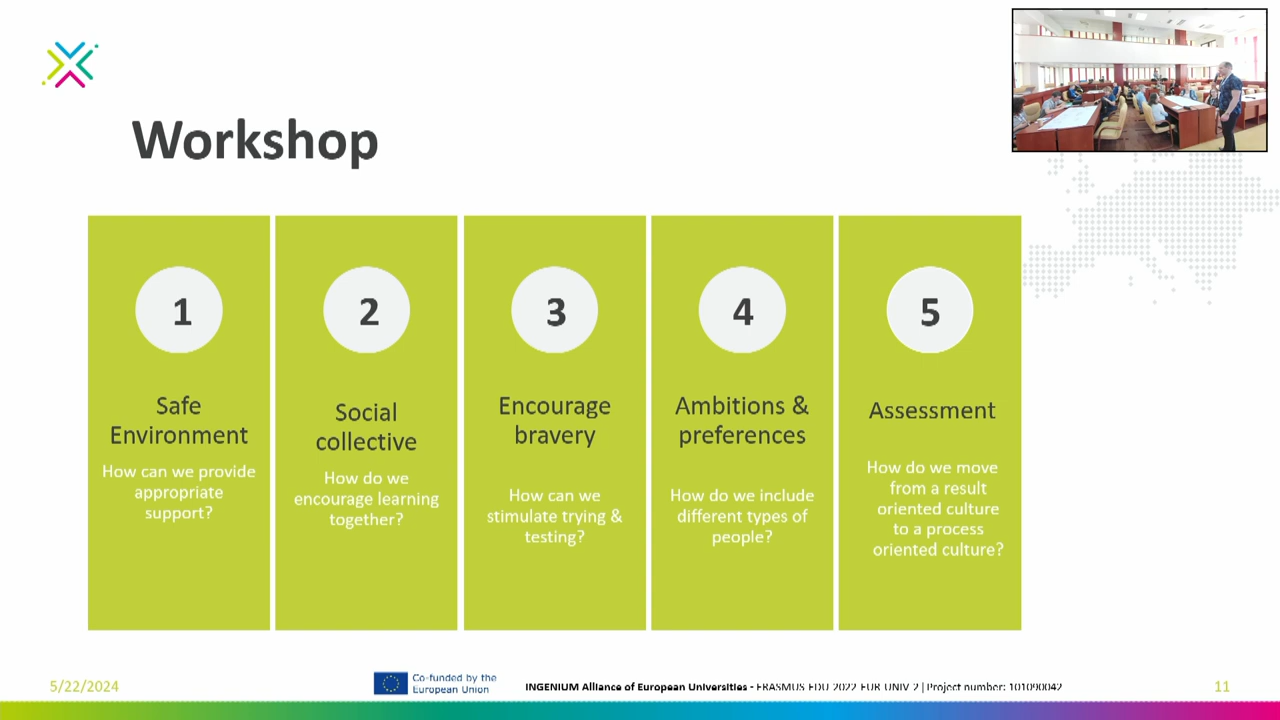 Workshop
1
Safe
Environment
How can we provide
appropriate
support?
2
Social
collective
How do we
encourage learning
together?
3
Encourage
bravery
How can we
stimulate trying &
testing?
4
Ambitions &
preferences
How do we include
different types of
people?
5
Assessment
How do we move
from a result
oriented culture
to a process
oriented culture?
5/22/2024
Co-funded by the
European Union
INGENIUM Alliance of European Universities - ERASMUS-EDU-2022-EUR-UNIV-2 | Project number: 101090042
11